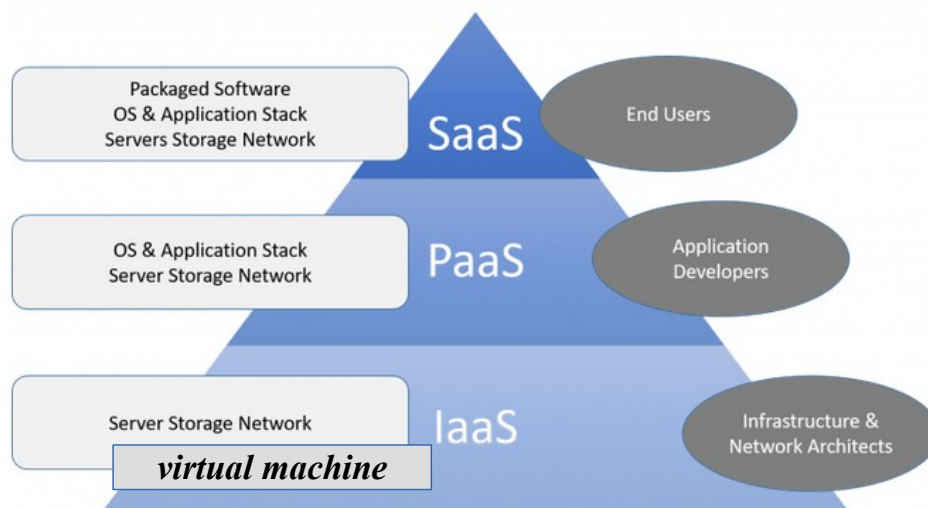 Packaged Software
OS & Application Stack
Servers Storage Network
SaaS
End Users
OS & Application Stack
Server Storage Network
PaaS
Application
Developers
Server Storage Network
IaaS
Infrastructure &
Network Architects
virtual machine